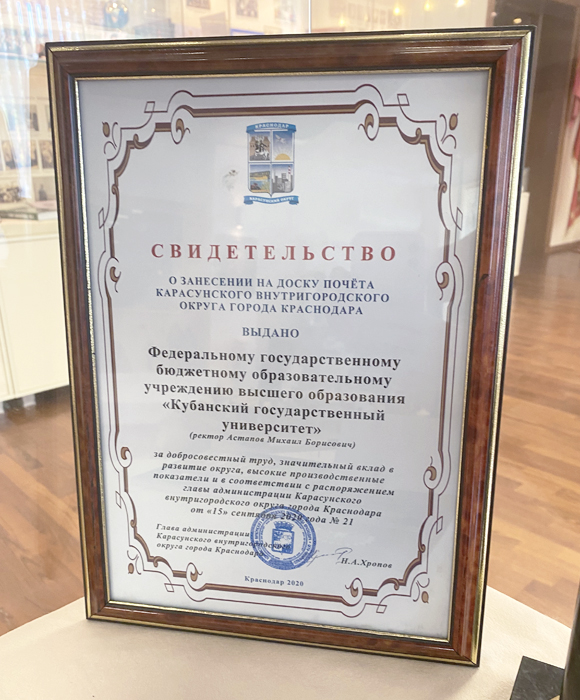 КРАСНОДАР
КАРАСУНСКИЙ ОКРУГ
СВИДЕТЕЛЬСТВО
О ЗАНЕСЕНИИ НА ДОСКУ ПОЧЁТА
КАРАСУНСКОГО ВНУТРИГОРОДСКОГО
ОКРУГА ГОРОДА КРАСНОДАРА
ВЫДАНО
Федеральному государственному
бюджетному образовательному
учреждению высшего образования
«Кубанский государственный
университет»
(ректор Астапов Михаил Борисович)
за добросовестный труд, значительный вклад в
развитие округа, высокие производственные
показатели и в соответствии с распоряжением
главы администрации Карасунского
внутригородского округа города Краснодара
от «15» сентября 2020 года № 21
Глава администрации
Карасунского внутригородского
округа города Краснодара
Н.А.Хропов
Краснодар 2020